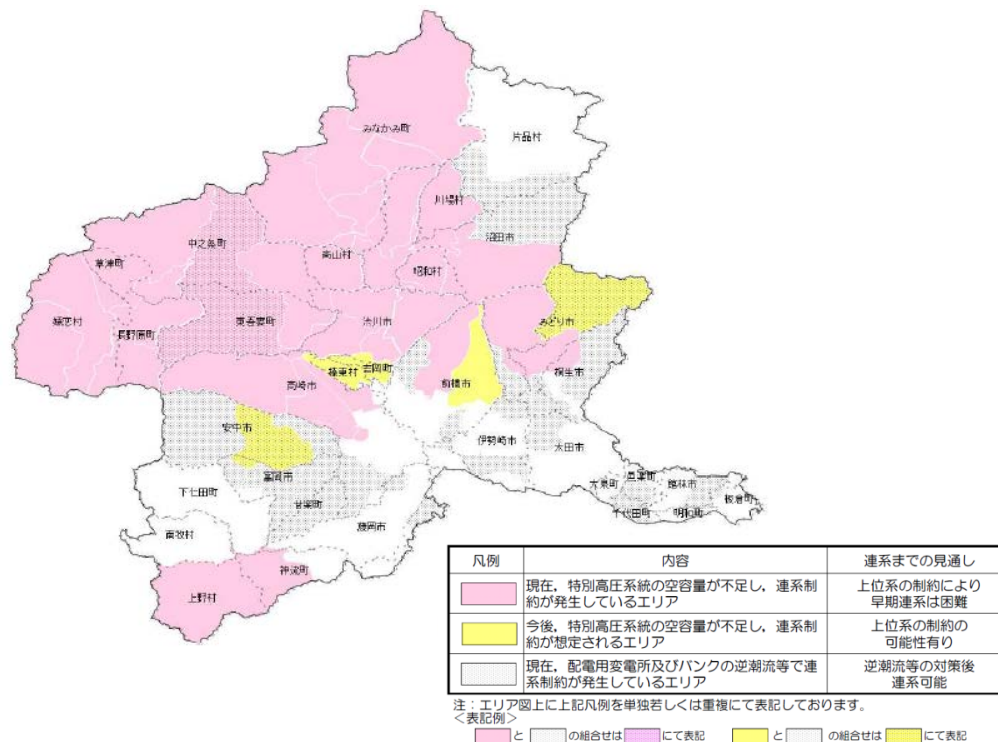 みなかみ町
片品村
川場村
沼田市
中之条町
高山村
昭和村
草津町
嬬恋村
長野原町
東吾妻町
渋川市
みどり市
榛東村
吉岡町
高崎市
前橋市
桐生市
安中市
伊勢崎市
太田市
富岡市
下仁田町
甘楽町
大泉町
邑楽町
館林市
板倉町
千代田町
明和町
藤岡市
南牧村
神流町
上野村
凡例
内容
連系までの見通し
現在，特別高圧系統の空容量が不足し，連系制
約が発生しているエリア
上位系の制約により
早期連系は困難
今後，特別高圧系統の空容量が不足し，連系制
約が想定されるエリア
上位系の制約の
可能性有り
現在，配電用変電所及びバンクの逆潮流等で連
系制約が発生しているエリア
逆潮流等の対策後
連系可能
注：エリア図上に上記凡例を単独若しくは重複にて表記しております。
＜表記例＞
と の組合せは にて表記 と の組合せは にて表記